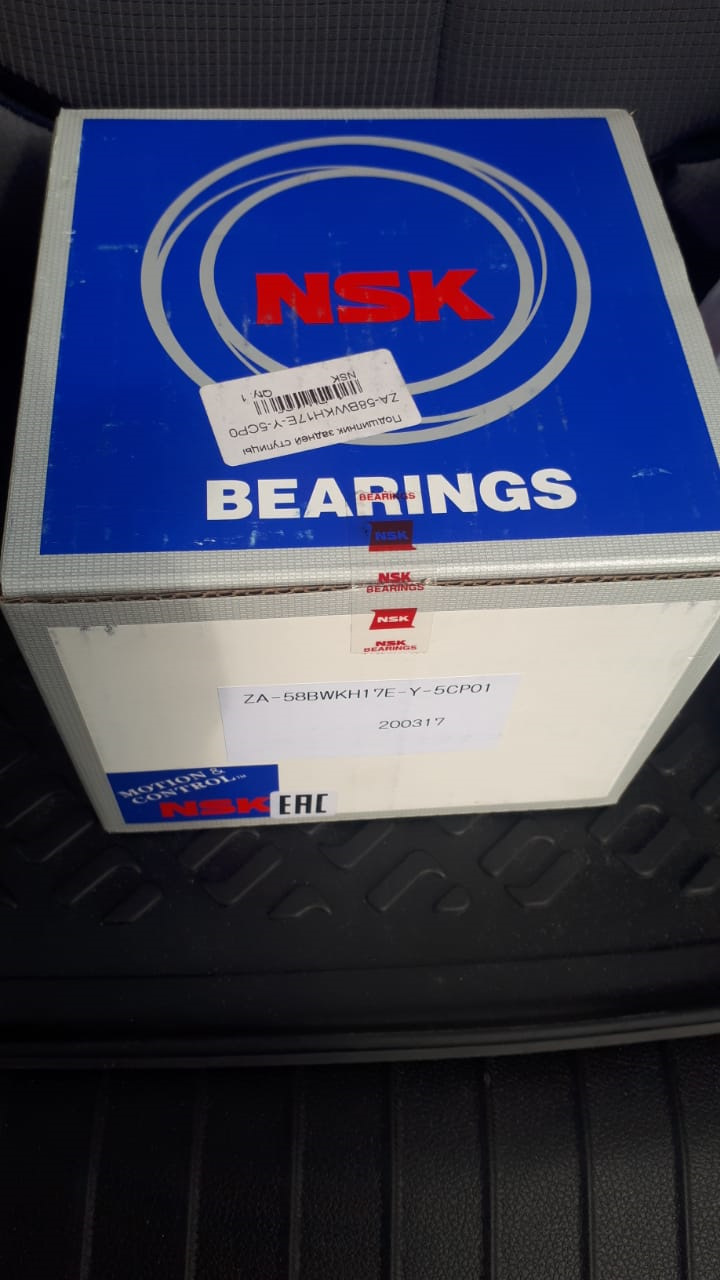 NSK
Подшипник задней ступицы
ZA-58BWKH17E-Y-5CP0
Qty: 1
NSK
BEARINGS
BEARINGS
NSK
NSK
BEARINGS
NSK
NSK
BEARINGS
ZA-58BWKH17E-Y-5CP01
200317
MOTION &
CONTROL™
NSK
EAC